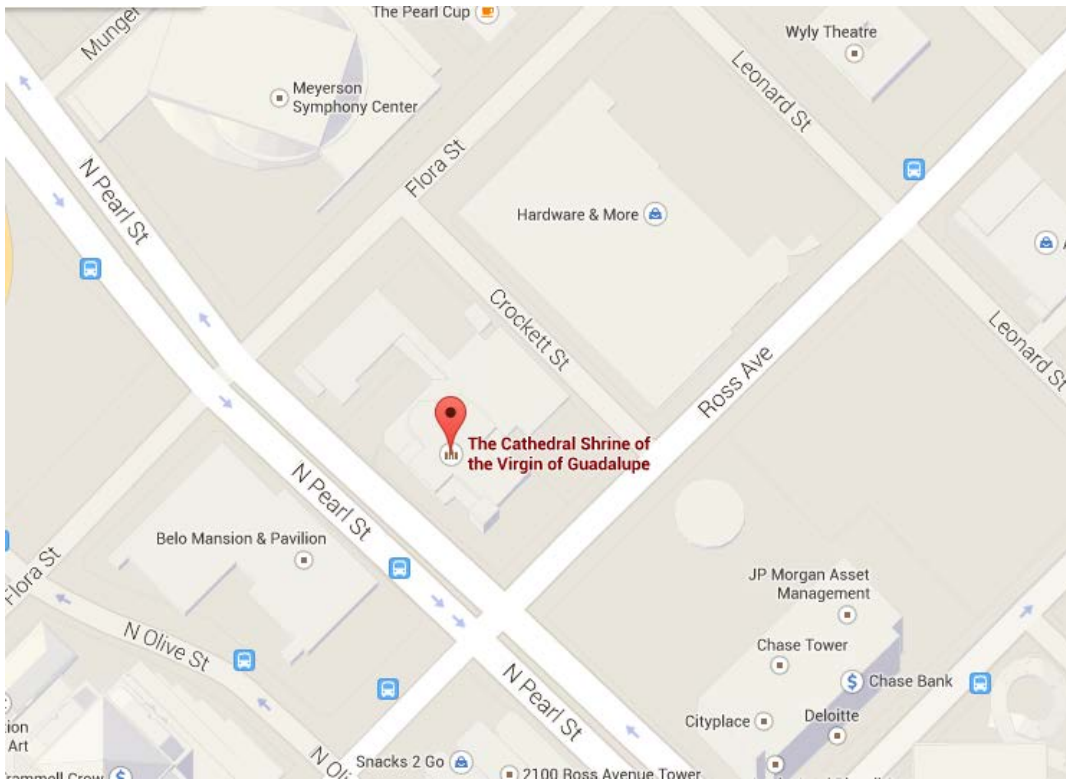 The Pearl Cup
Munger
Meyerson
Symphony Center
Wyly Theatre
Leonard St
N Pearl St
Flora St
Hardware & More
Crockett St
Ross Ave
Leonard St
The Cathedral Shrine of
the Virgin of Guadalupe
N Pearl St
Belo Mansion & Pavilion
Flora St
N Olive St
JP Morgan Asset
Management
Chase Tower
$ Chase Bank
N Pearl St
Cityplace
Deloitte
Art
Snacks 2 Go
2100 Ross Avenue Tower
$